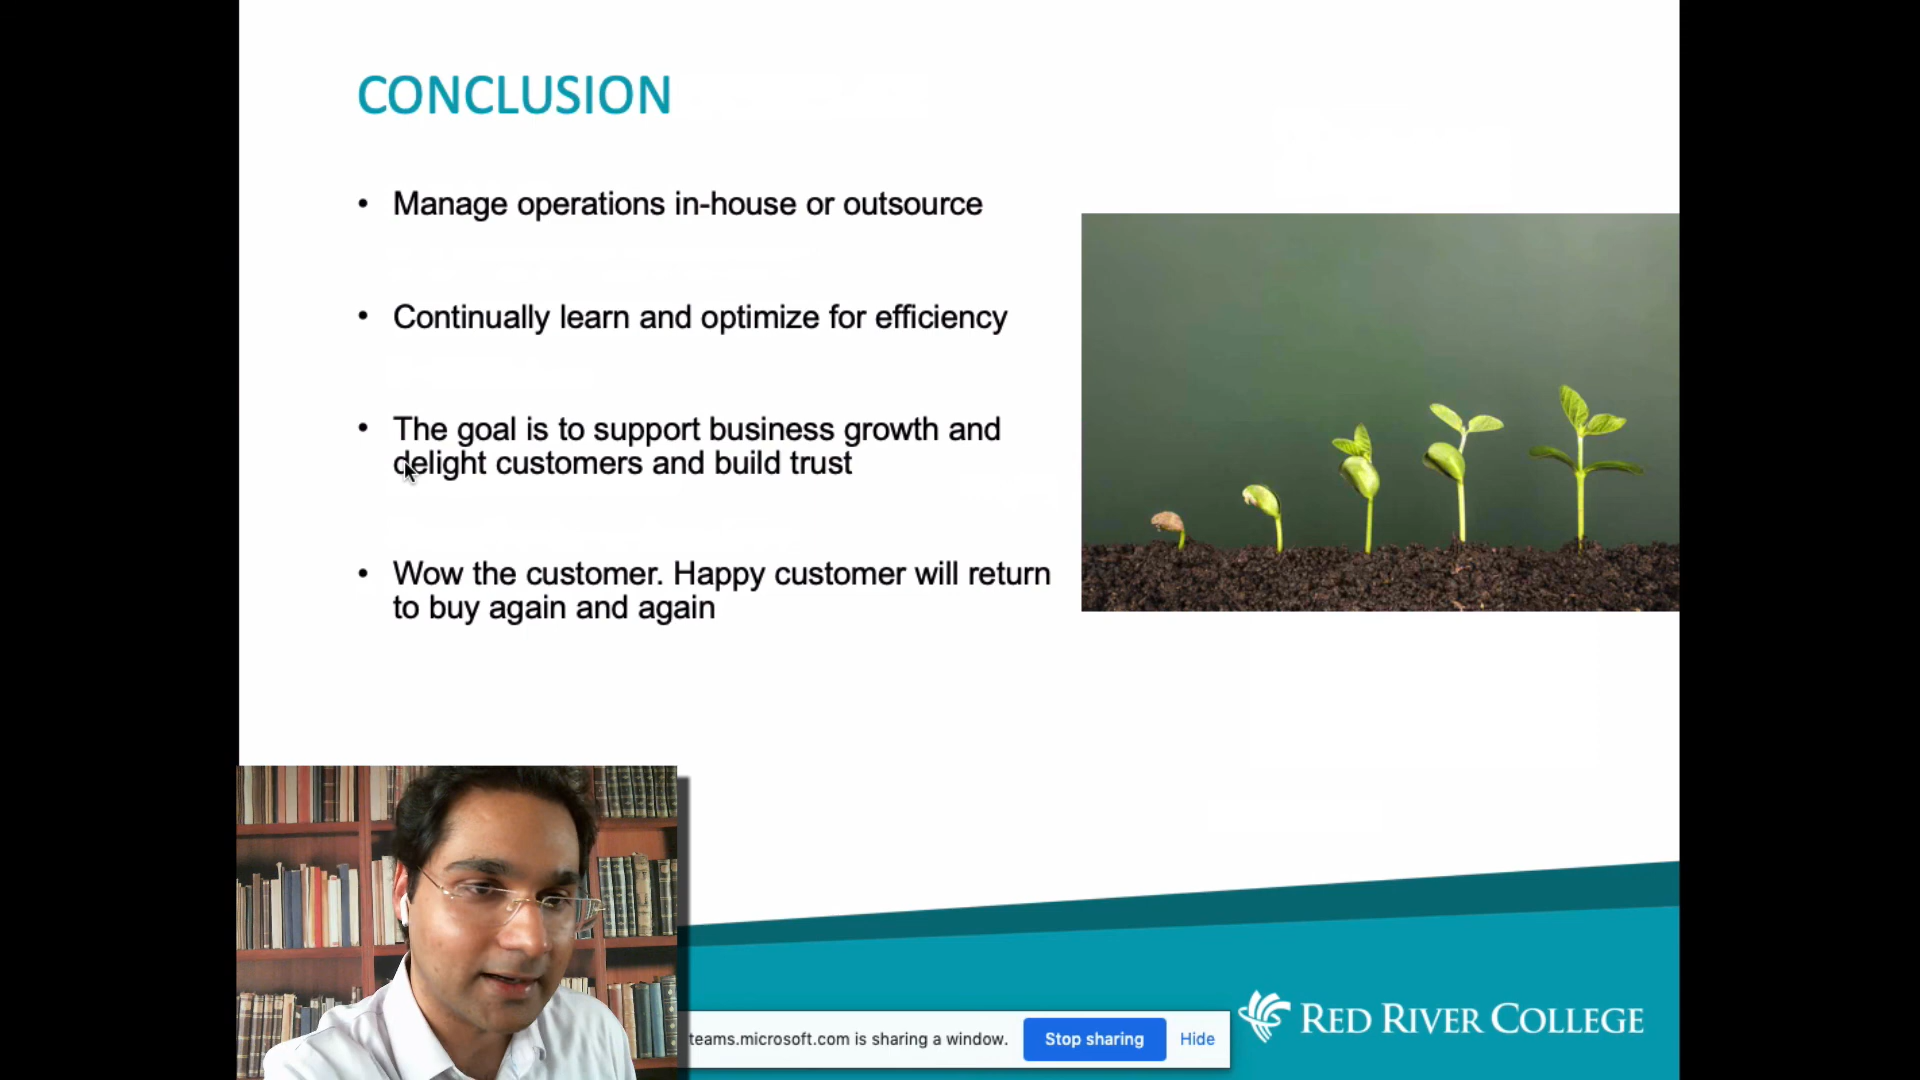 CONCLUSION
• Manage operations in-house or outsource
• Continually learn and optimize for efficiency
• The goal is to support business growth and
delight customers and build trust
• Wow the customer. Happy customer will return
to buy again and again
teams.microsoft.com is sharing a window.
Stop sharing
Hide
RED RIVER COLLEGE